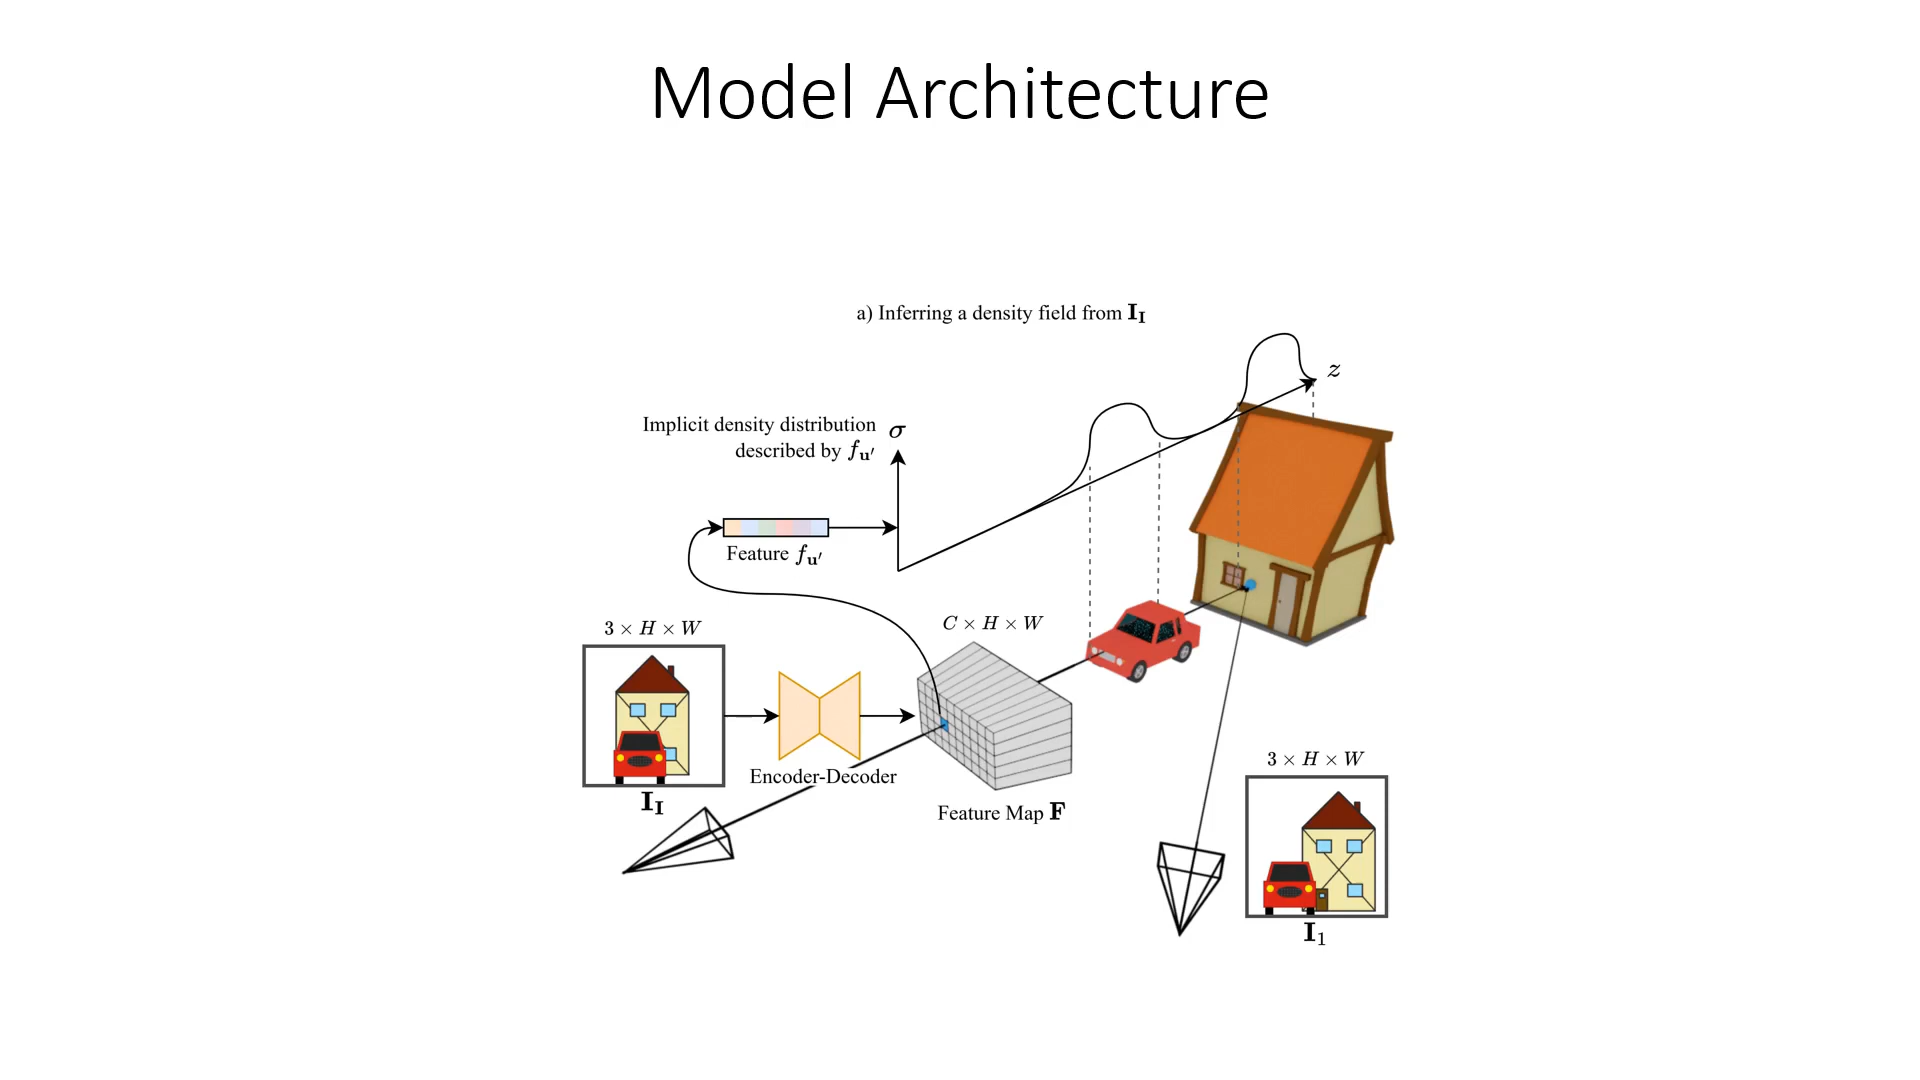 Model Architecture
a) Inferring a density field from I_I
z
Implicit density distribution σ
described by f_u′
Feature f_u′
3 × H × W
C × H × W
Encoder-Decoder
I_I
Feature Map F
3 × H × W
I_1